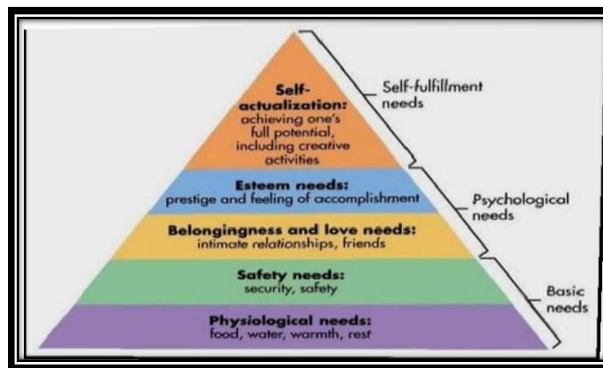 Self-
actualization:
achieving one's
full potential,
including creative
activities
Self-fulfillment
needs
Esteem needs:
prestige and feeling of accomplishment
Psychological
needs
Belongingness and love needs:
intimate relationships, friends
Safety needs:
security, safety
Basic
needs
Physiological needs:
food, water, warmth, rest